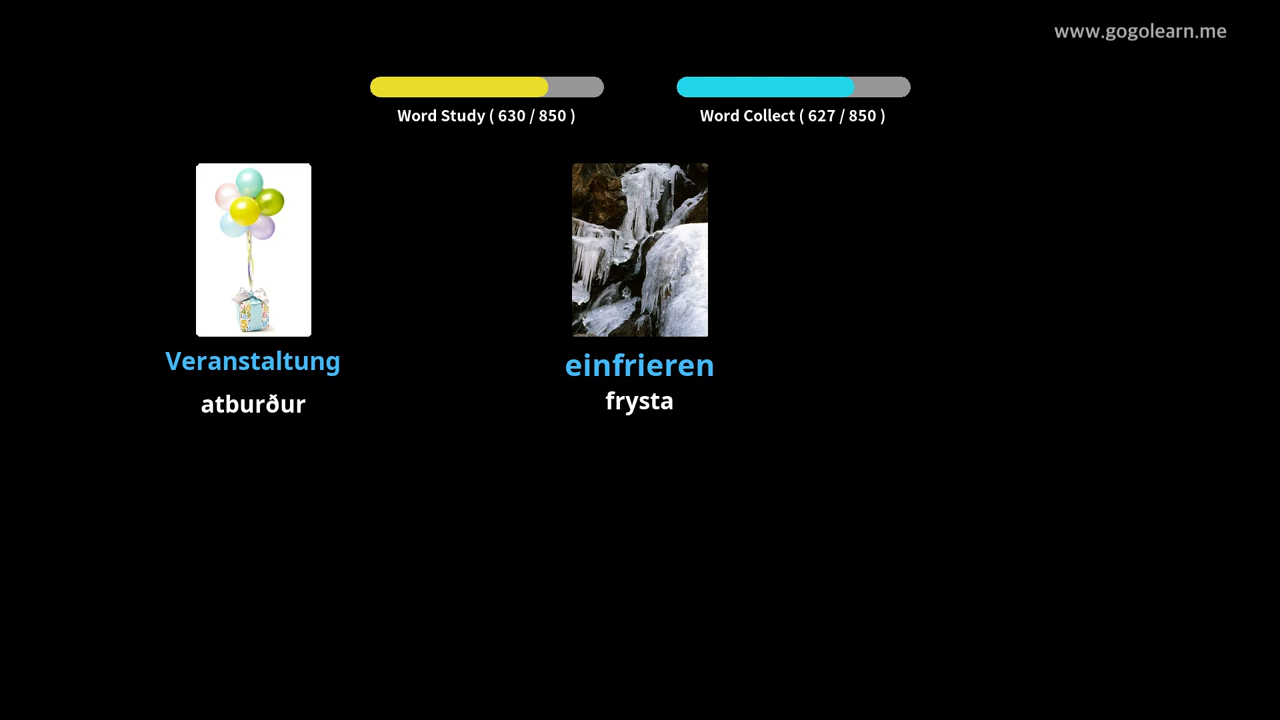 www.gogolearn.me
Word Study ( 630 / 850 )
Word Collect ( 627 / 850 )
Veranstaltung
atburður
einfrieren
frysta